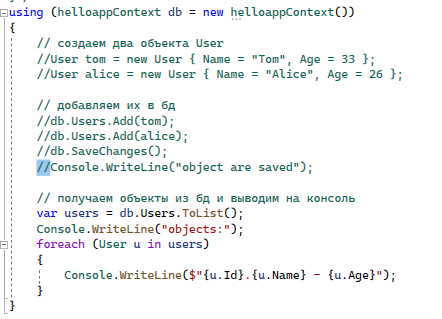 using (helloappContext db = new helloappContext())
{
// создаем два объекта User
//User tom = new User { Name = "Tom", Age = 33 };
//User alice = new User { Name = "Alice", Age = 26 };
// добавляем их в бд
//db.Users.Add(tom);
//db.Users.Add(alice);
//db.SaveChanges();
//Console.WriteLine("object are saved");
// получаем объекты из бд и выводим на консоль
var users = db.Users.ToList();
Console.WriteLine("objects:");
foreach (User u in users)
{
Console.WriteLine($"{u.Id}.{u.Name} - {u.Age}");
}
}